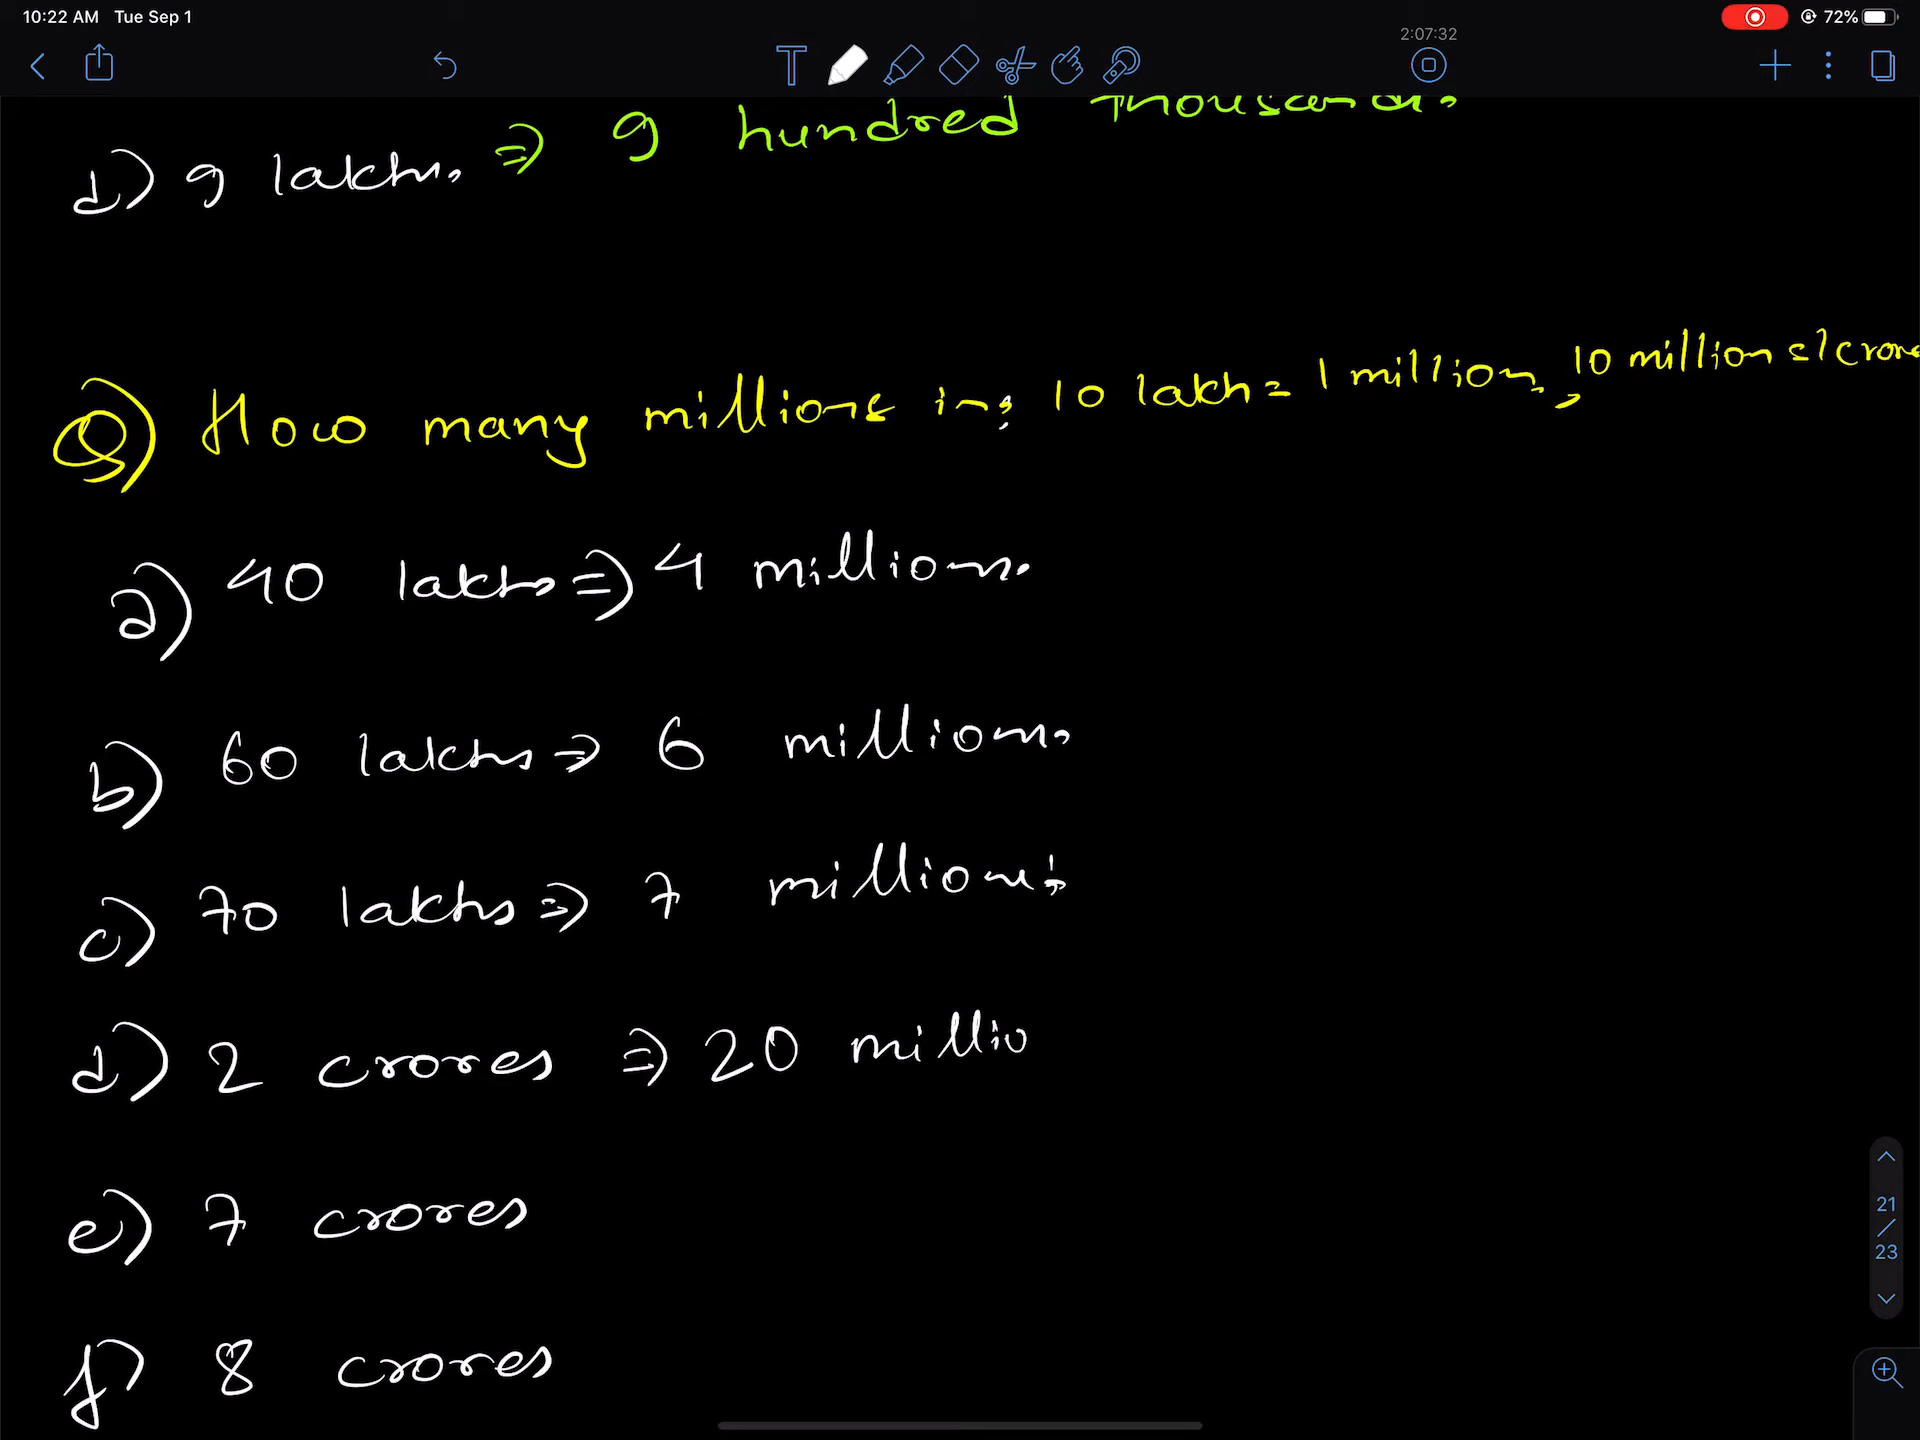 10:22 AM Tue Sep 1
72%
2:07:32
d) 9 lakhs. ⇒ 9 hundred thousand.
Q) How many millions in; 10 lakh = 1 million, 10 million = 1 crore
a) 40 lakhs ⇒ 4 millions.
b) 60 lakhs ⇒ 6 millions.
c) 70 lakhs ⇒ 7 millions.
d) 2 crores ⇒ 20 millio
e) 7 crores
f) 8 crores
21
/
23